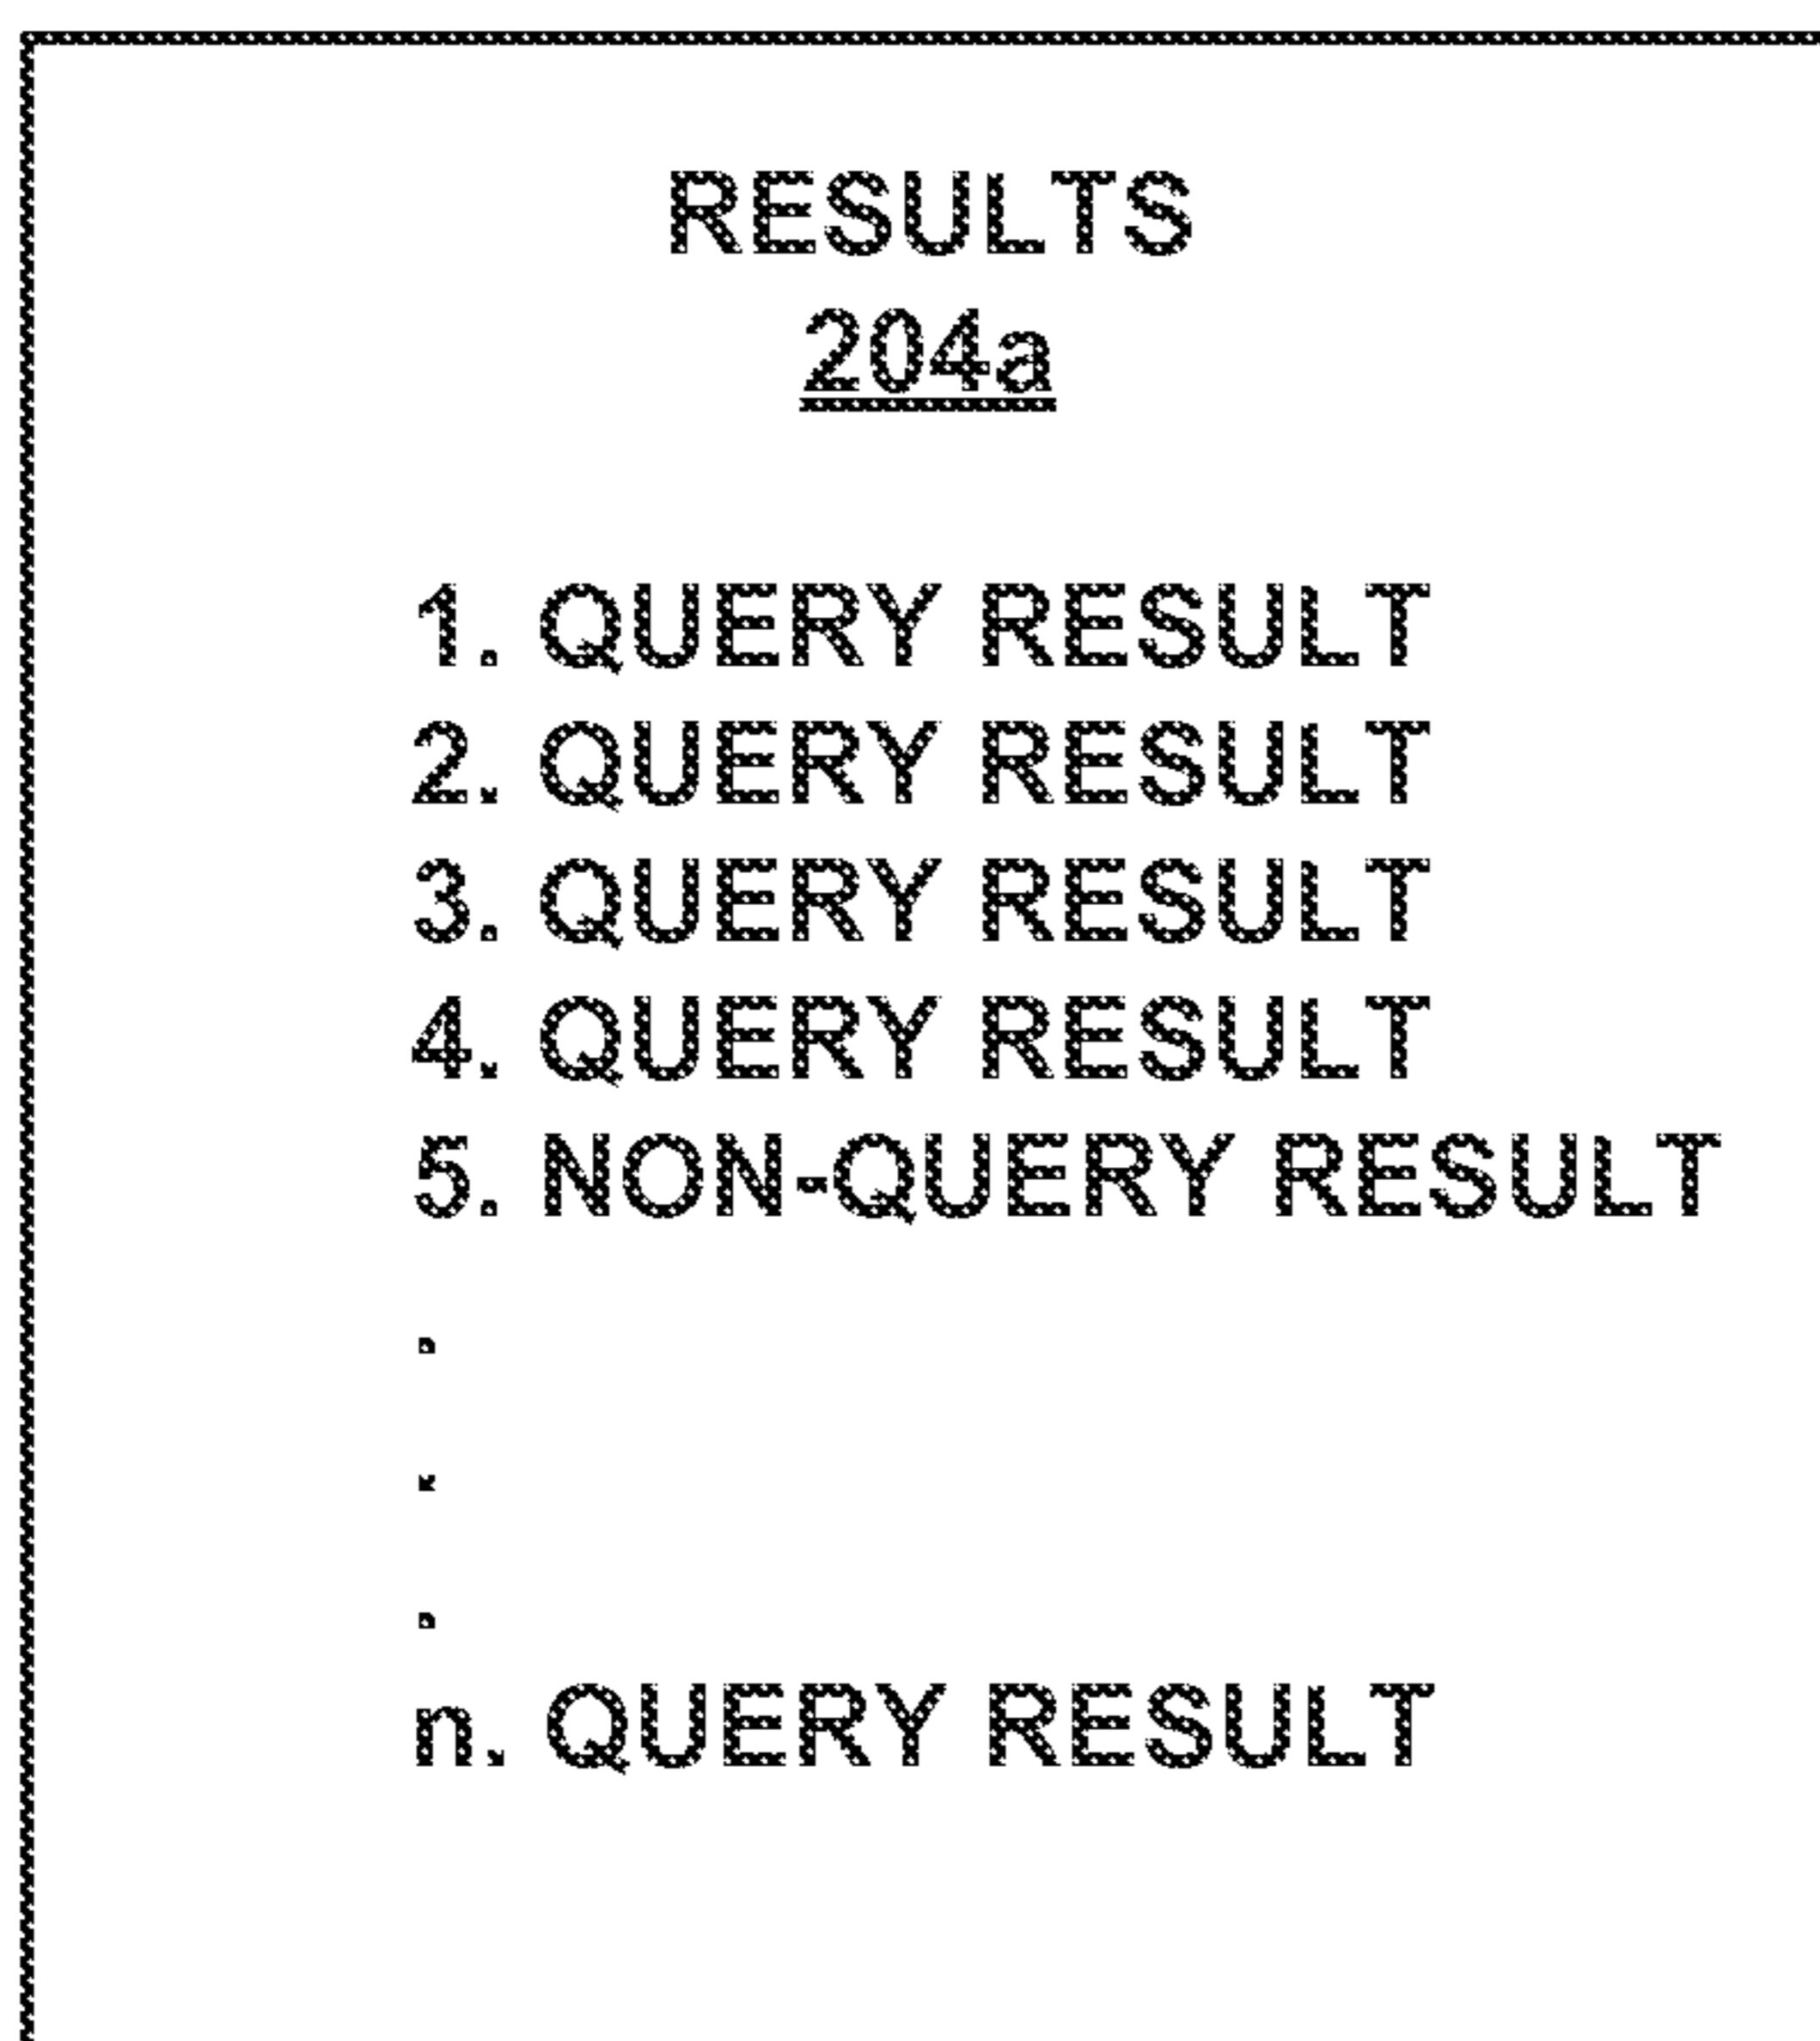 RESULTS
204a
1. QUERY RESULT
2. QUERY RESULT
3. QUERY RESULT
4. QUERY RESULT
5. NON-QUERY RESULT
.
.
.
n. QUERY RESULT